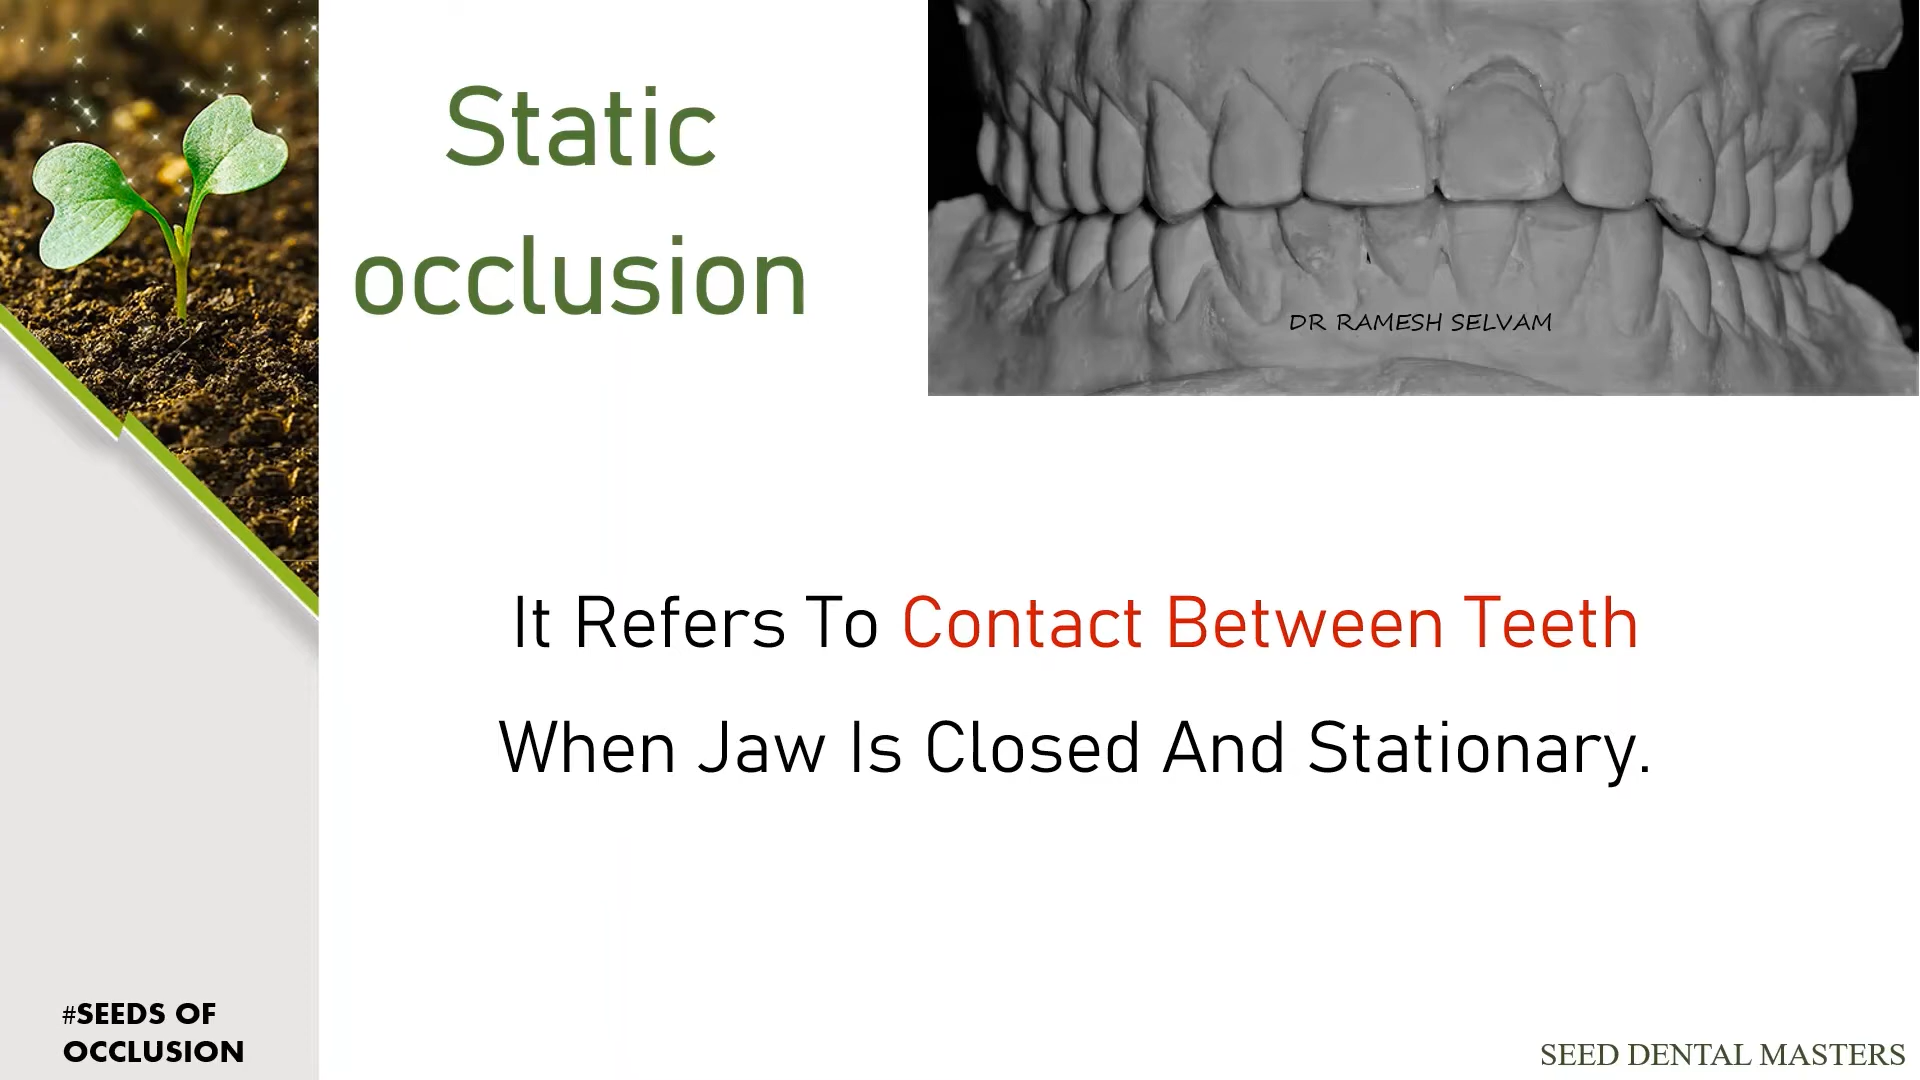 Static
occlusion
DR RAMESH SELVAM
It Refers To Contact Between Teeth
When Jaw Is Closed And Stationary.
#SEEDS OF
OCCLUSION
SEED DENTAL MASTERS